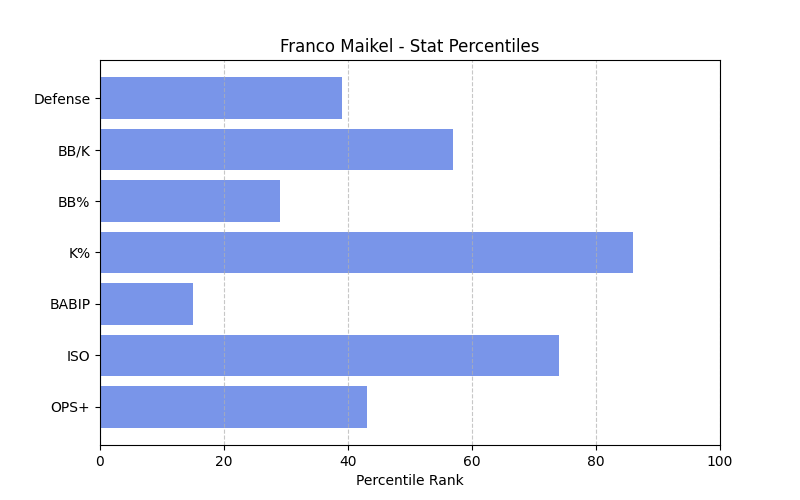 Franco Maikel - Stat Percentiles
Defense
BB/K
BB%
K%
BABIP
ISO
OPS+
0 20 40 60 80 100
Percentile Rank